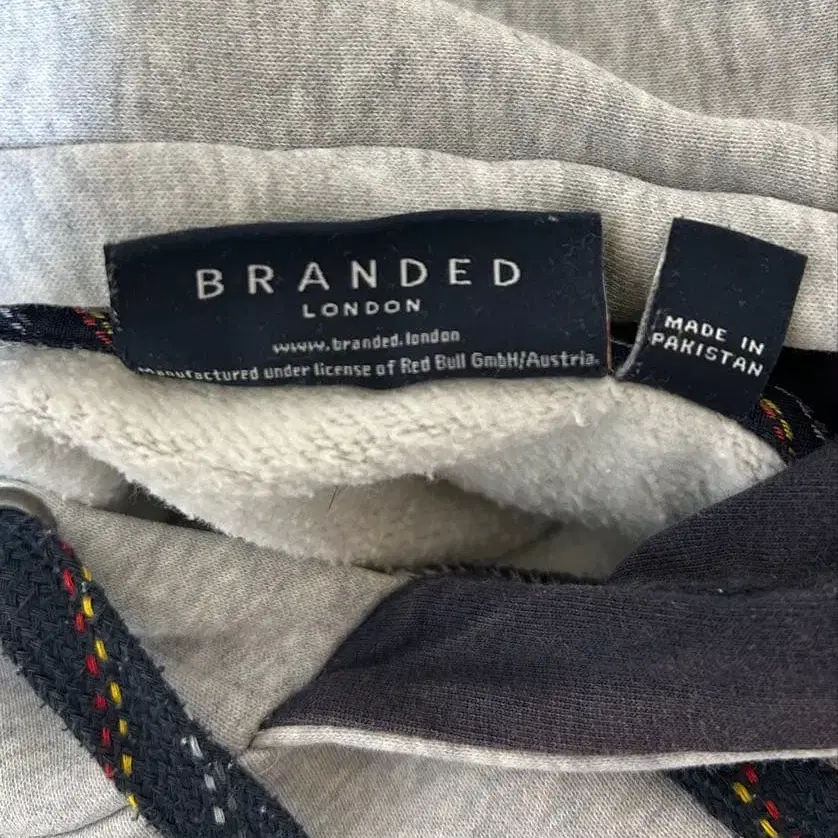 BRANDED
LONDON
www.branded.london
Manufactured under license of Red Bull GmbH/Austria.
MADE IN
PAKISTAN